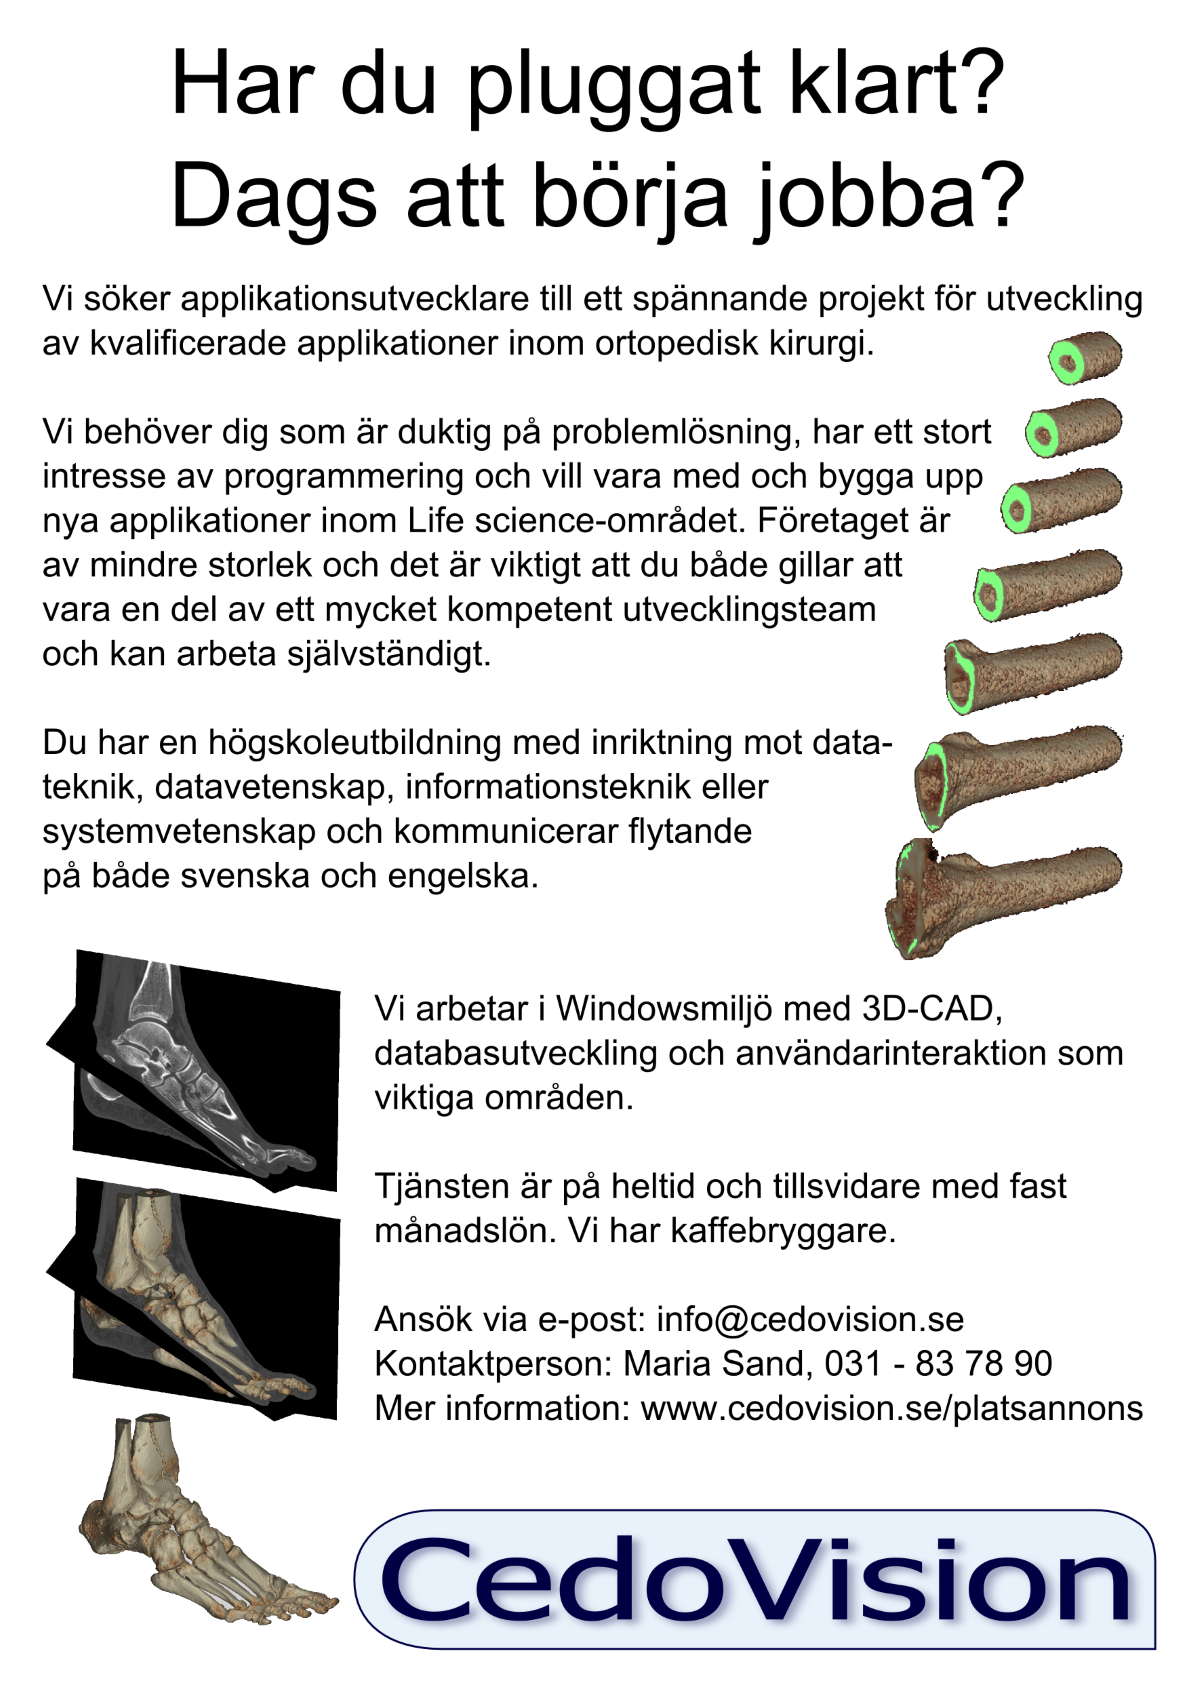 Har du pluggat klart?
Dags att börja jobba?
Vi söker applikationsutvecklare till ett spännande projekt för utveckling
av kvalificerade applikationer inom ortopedisk kirurgi.
Vi behöver dig som är duktig på problemlösning, har ett stort
intresse av programmering och vill vara med och bygga upp
nya applikationer inom Life science-området. Företaget är
av mindre storlek och det är viktigt att du både gillar att
vara en del av ett mycket kompetent utvecklingsteam
och kan arbeta självständigt.
Du har en högskoleutbildning med inriktning mot data-
teknik, datavetenskap, informationsteknik eller
systemvetenskap och kommunicerar flytande
på både svenska och engelska.
Vi arbetar i Windowsmiljö med 3D-CAD,
databasutveckling och användarinteraktion som
viktiga områden.
Tjänsten är på heltid och tillsvidare med fast
månadslön. Vi har kaffebryggare.
Ansök via e-post: info@cedovision.se
Kontaktperson: Maria Sand, 031 - 83 78 90
Mer information: www.cedovision.se/platsannons
CedoVision